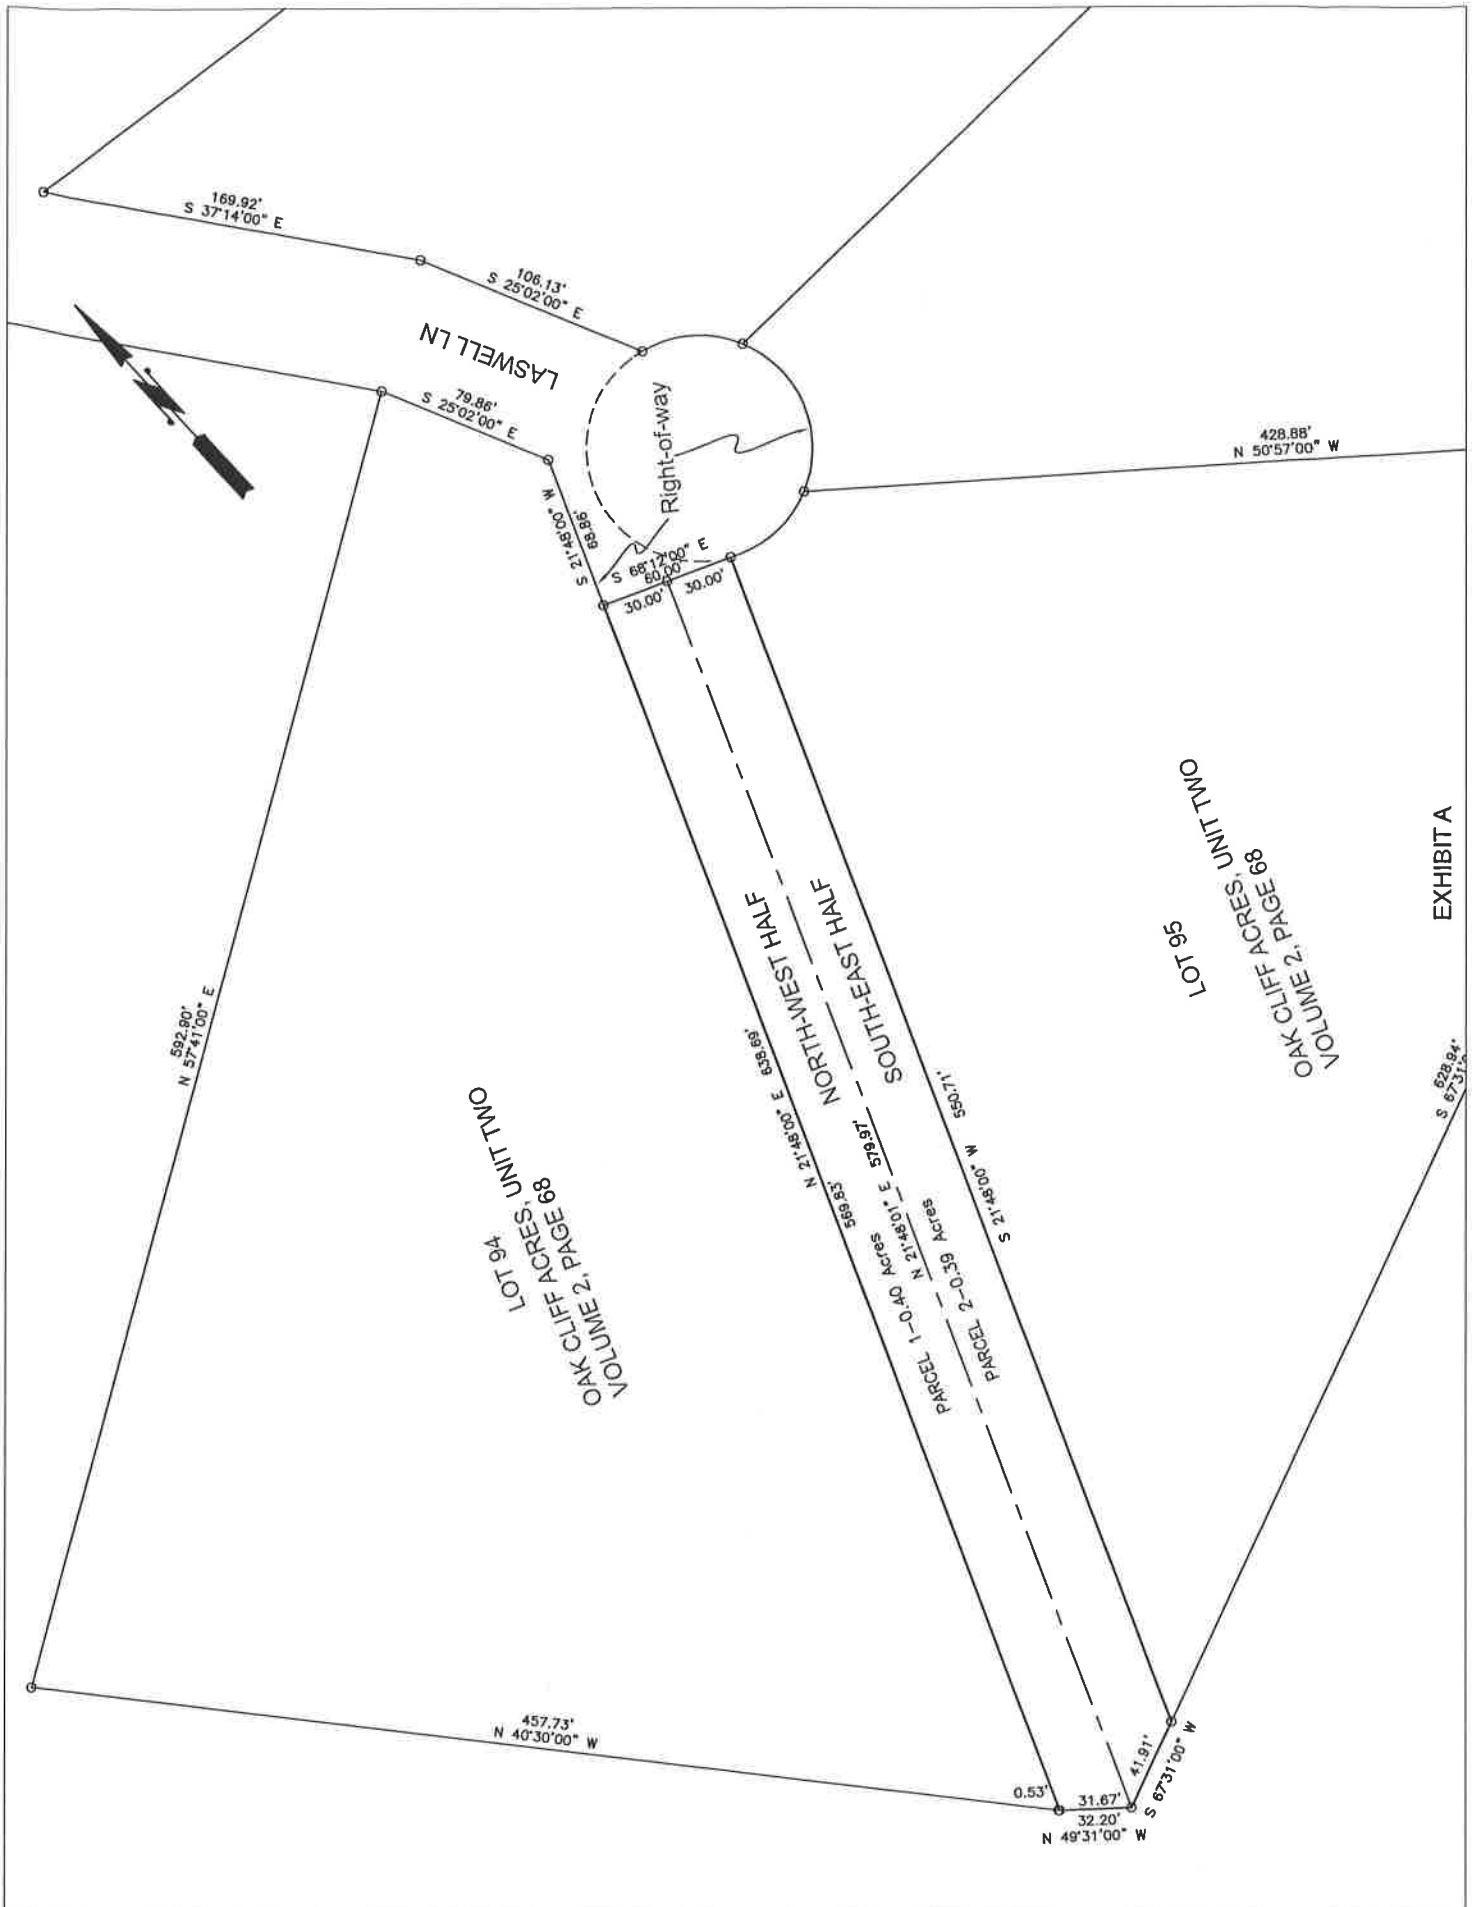 169.92'
S 37°14'00" E
106.13'
S 25°02'00" E
LASWELL LN
79.86'
S 25°02'00" E
Right-of-way
428.88'
N 50°57'00" W
S 21°48'00" W
68.86'
S 68°12'00" E
60.00'
30.00'
30.00'
592.90'
N 57°41'00" E
NORTH-WEST HALF
SOUTH-EAST HALF
N 21°48'00" E 638.69'
569.83'
N 21°48'01" E 579.97'
S 21°48'00" W 550.71'
PARCEL 1-0.40 Acres
PARCEL 2-0.39 Acres
LOT 94
OAK CLIFF ACRES, UNIT TWO
VOLUME 2, PAGE 68
LOT 95
OAK CLIFF ACRES, UNIT TWO
VOLUME 2, PAGE 68
EXHIBIT A
628.94'
S 67°31'
457.73'
N 40°30'00" W
0.53'
31.67'
32.20'
N 49°31'00" W
41.91'
S 67°31'00" W